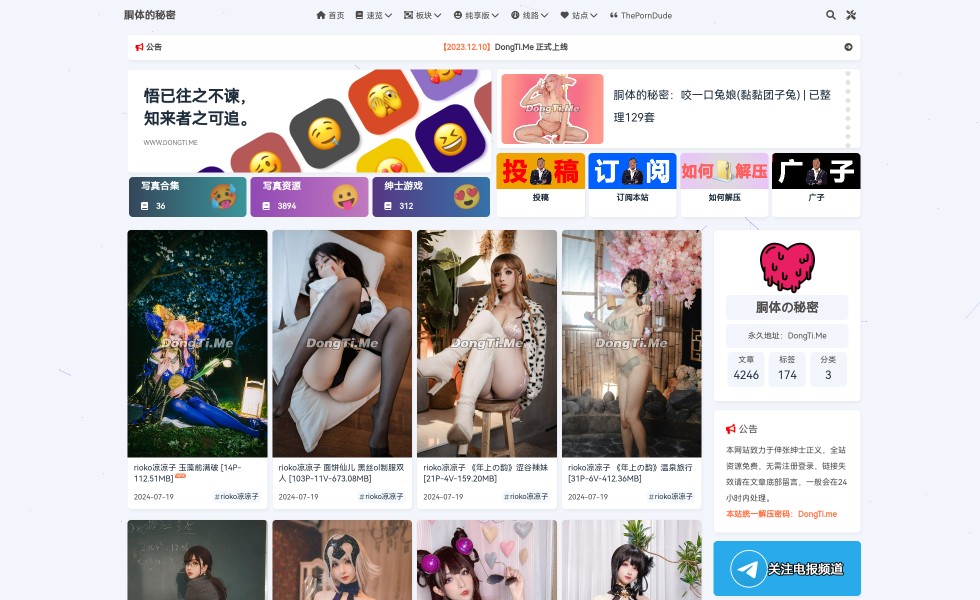 胴体的秘密
首页
速览
板块
纯享版
线路
站点
ThePornDude
公告
【2023.12.10】DongTi.Me 正式上线
悟已往之不谏，
知来者之可追。
WWW.DONGTI.ME
DongTi.Me
胴体的秘密：咬一口兔娘(黏黏团子兔) | 已整
理129套
写真合集
36
写真资源
3894
绅士游戏
312
投稿
订阅
如何解压
广子
投稿
订阅本站
如何解压
广子
DongTi.Me
DongTi.Me
DongTi.Me
DongTi.Me
rioko凉凉子 玉藻前满破 [14P-
112.51MB]
2024-07-19
#rioko凉凉子
rioko凉凉子 面饼仙儿 黑丝ol制服双
人 [103P-11V-673.08MB]
2024-07-19
#rioko凉凉子
rioko凉凉子 《年上の韵》涩谷辣妹
[21P-4V-159.20MB]
2024-07-19
#rioko凉凉子
rioko凉凉子 《年上の韵》温泉旅行
[31P-6V-412.36MB]
2024-07-19
#rioko凉凉子
胴体の秘密
永久地址：DongTi.Me
文章
4246
标签
174
分类
3
公告
本网站致力于伸张绅士正义，全站
资源免费，无需注册登录，链接失
效请在文章底部留言，一般会在24
小时内处理。
本站统一解压密码：DongTi.me
关注电报频道